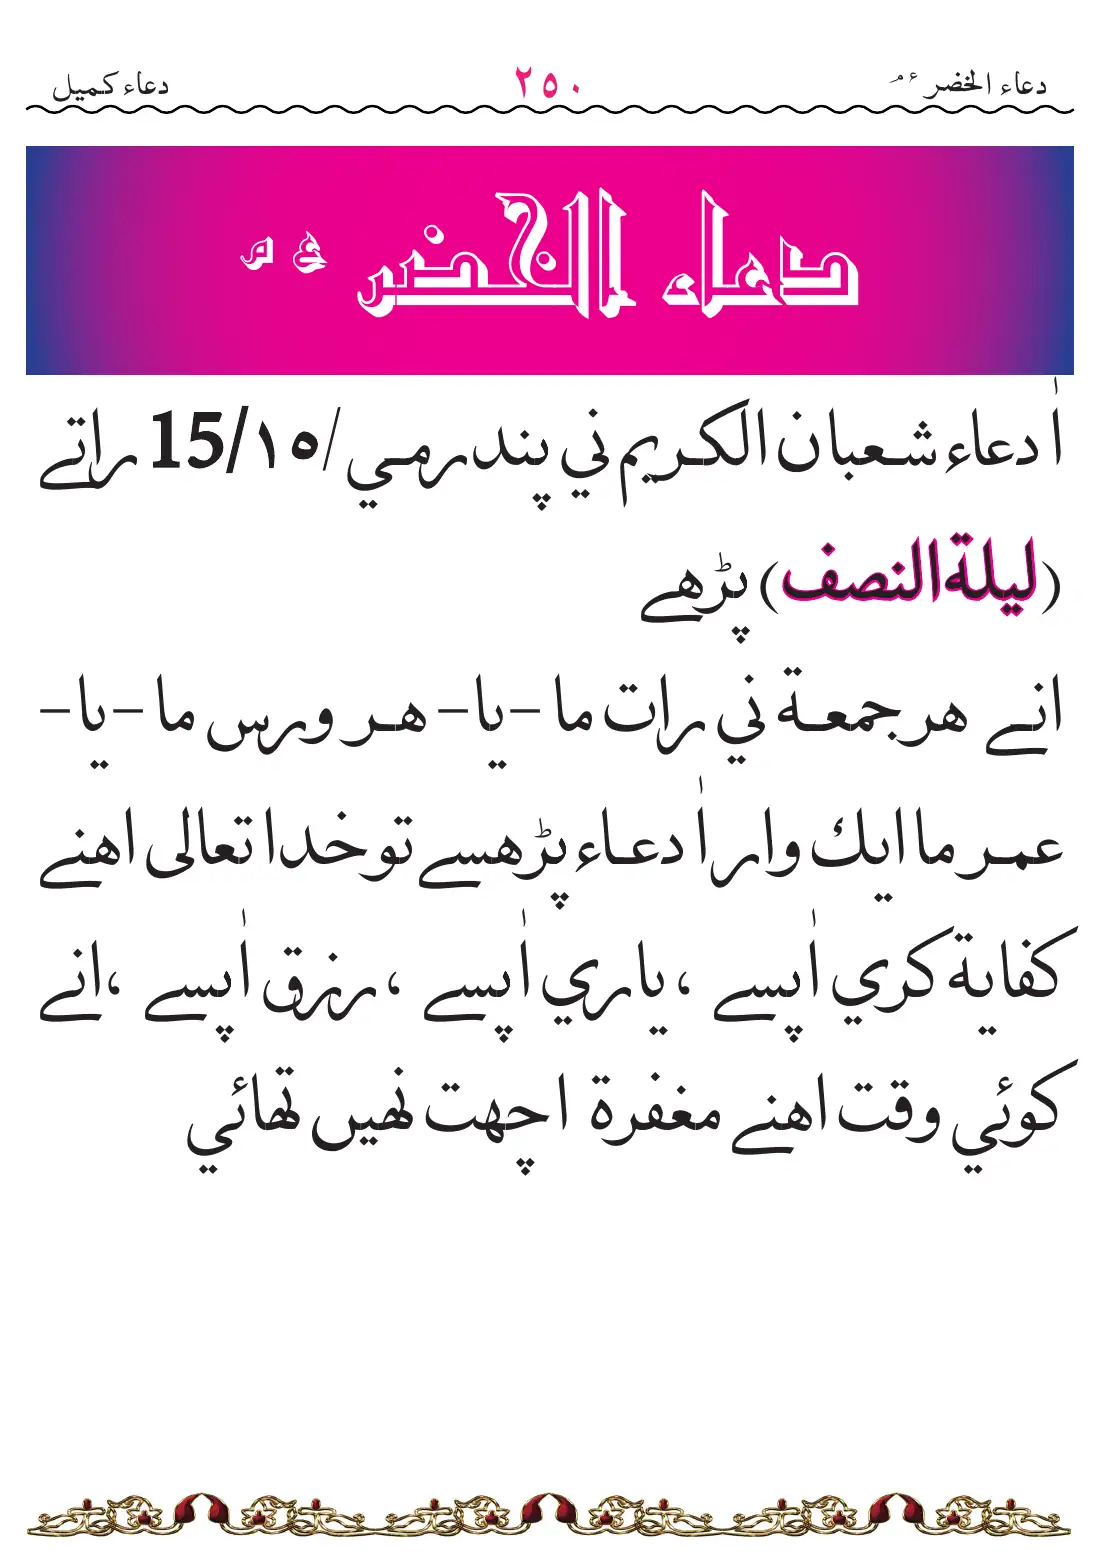 دعاء الخضر ع م
٢٥٠
دعاء كميل
دعاء الخضر ع م
اٰ دعاء شعبان الكريم ني پندرمي /١٥/15 راتے
(ليلة النصف) پڑھے
انے هر جمعة ني رات ما -يا- هر ورس ما -يا-
عمر ما ايك وار اٰ دعاء پڑھسے تو خدا تعالى اهنے
كفاية كري اٰپسے ، ياري اٰپسے ، رزق اٰپسے ، انے
كوئي وقت اهنے مغفرة اچهت نهيں تھائي